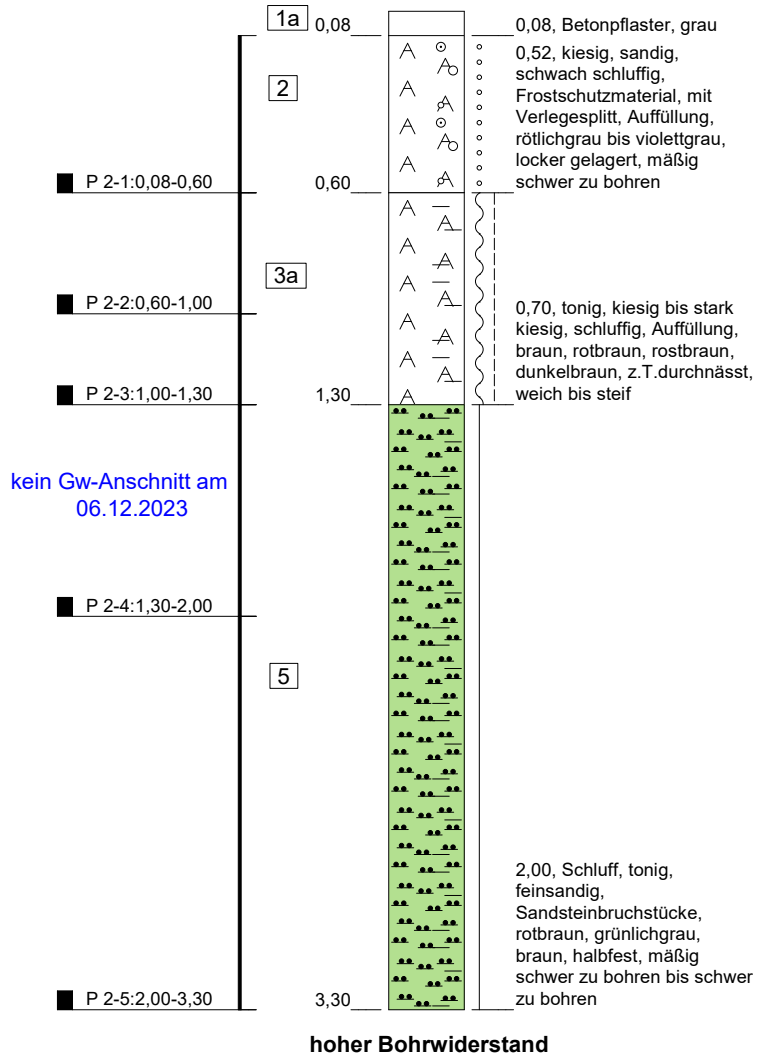 1a 0,08
0,08, Betonpflaster, grau
2
0,52, kiesig, sandig,
schwach schluffig,
Frostschutzmaterial, mit
Verlegesplitt, Auffüllung,
rötlichgrau bis violettgrau,
locker gelagert, mäßig
schwer zu bohren
P 2-1:0,08-0,60
0,60
3a
P 2-2:0,60-1,00
0,70, tonig, kiesig bis stark
kiesig, schluffig, Auffüllung,
braun, rotbraun, rostbraun,
dunkelbraun, z.T.durchnässt,
weich bis steif
P 2-3:1,00-1,30
1,30
kein Gw-Anschnitt am
06.12.2023
P 2-4:1,30-2,00
5
2,00, Schluff, tonig,
feinsandig,
Sandsteinbruchstücke,
rotbraun, grünlichgrau,
braun, halbfest, mäßig
schwer zu bohren bis schwer
zu bohren
P 2-5:2,00-3,30
3,30
hoher Bohrwiderstand